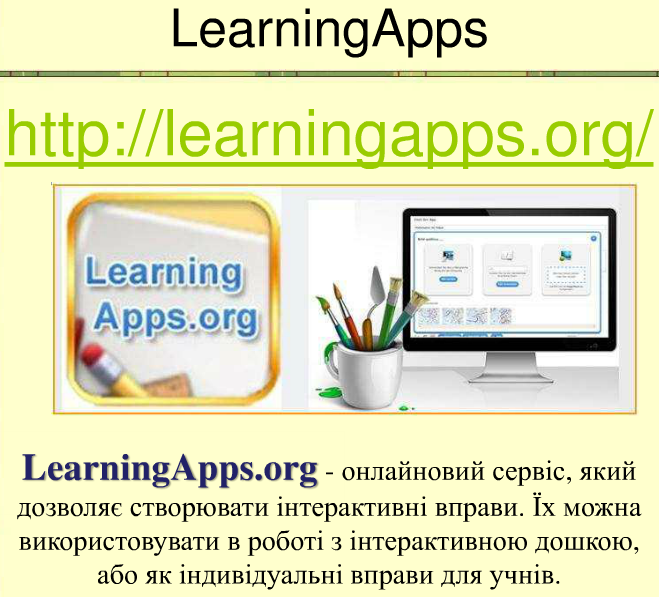 LearningApps
http://learningapps.org/
Learning
Apps.org
LearningApps.org - онлайновий сервіс, який
дозволяє створювати інтерактивні вправи. Їх можна
використовувати в роботі з інтерактивною дошкою,
або як індивідуальні вправи для учнів.